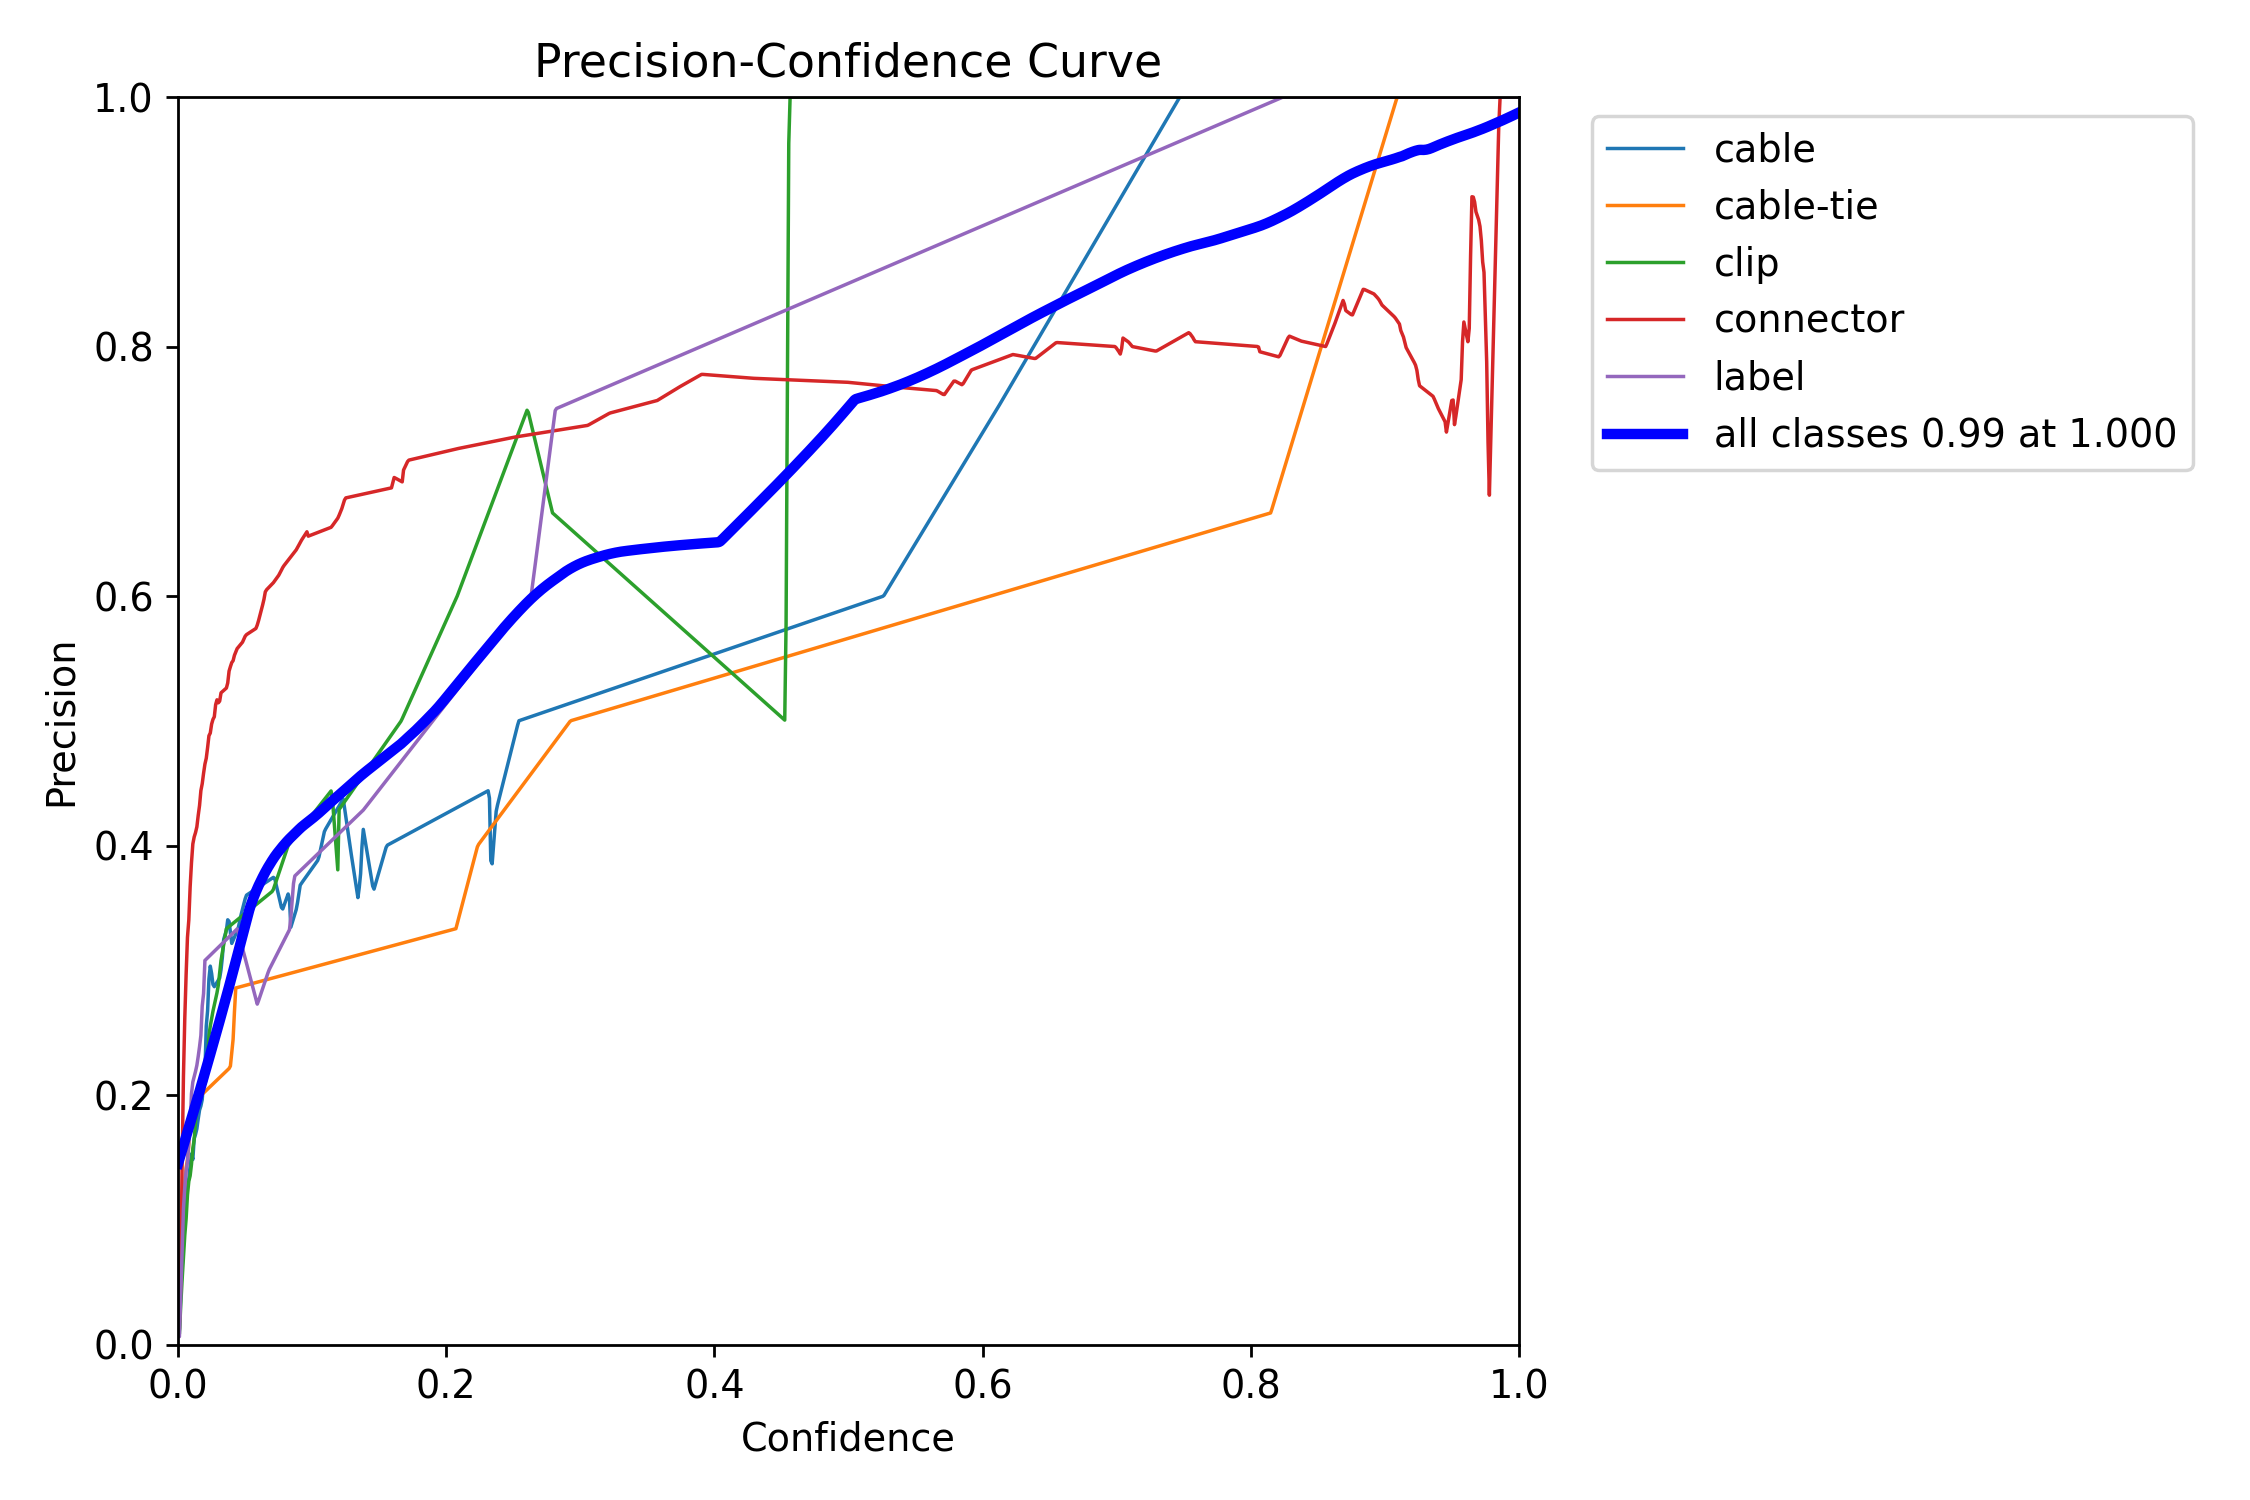 Precision-Confidence Curve
1.0
0.8
0.6
0.4
0.2
0.0
Precision
0.0 0.2 0.4 0.6 0.8 1.0
Confidence
cable
cable-tie
clip
connector
label
all classes 0.99 at 1.000